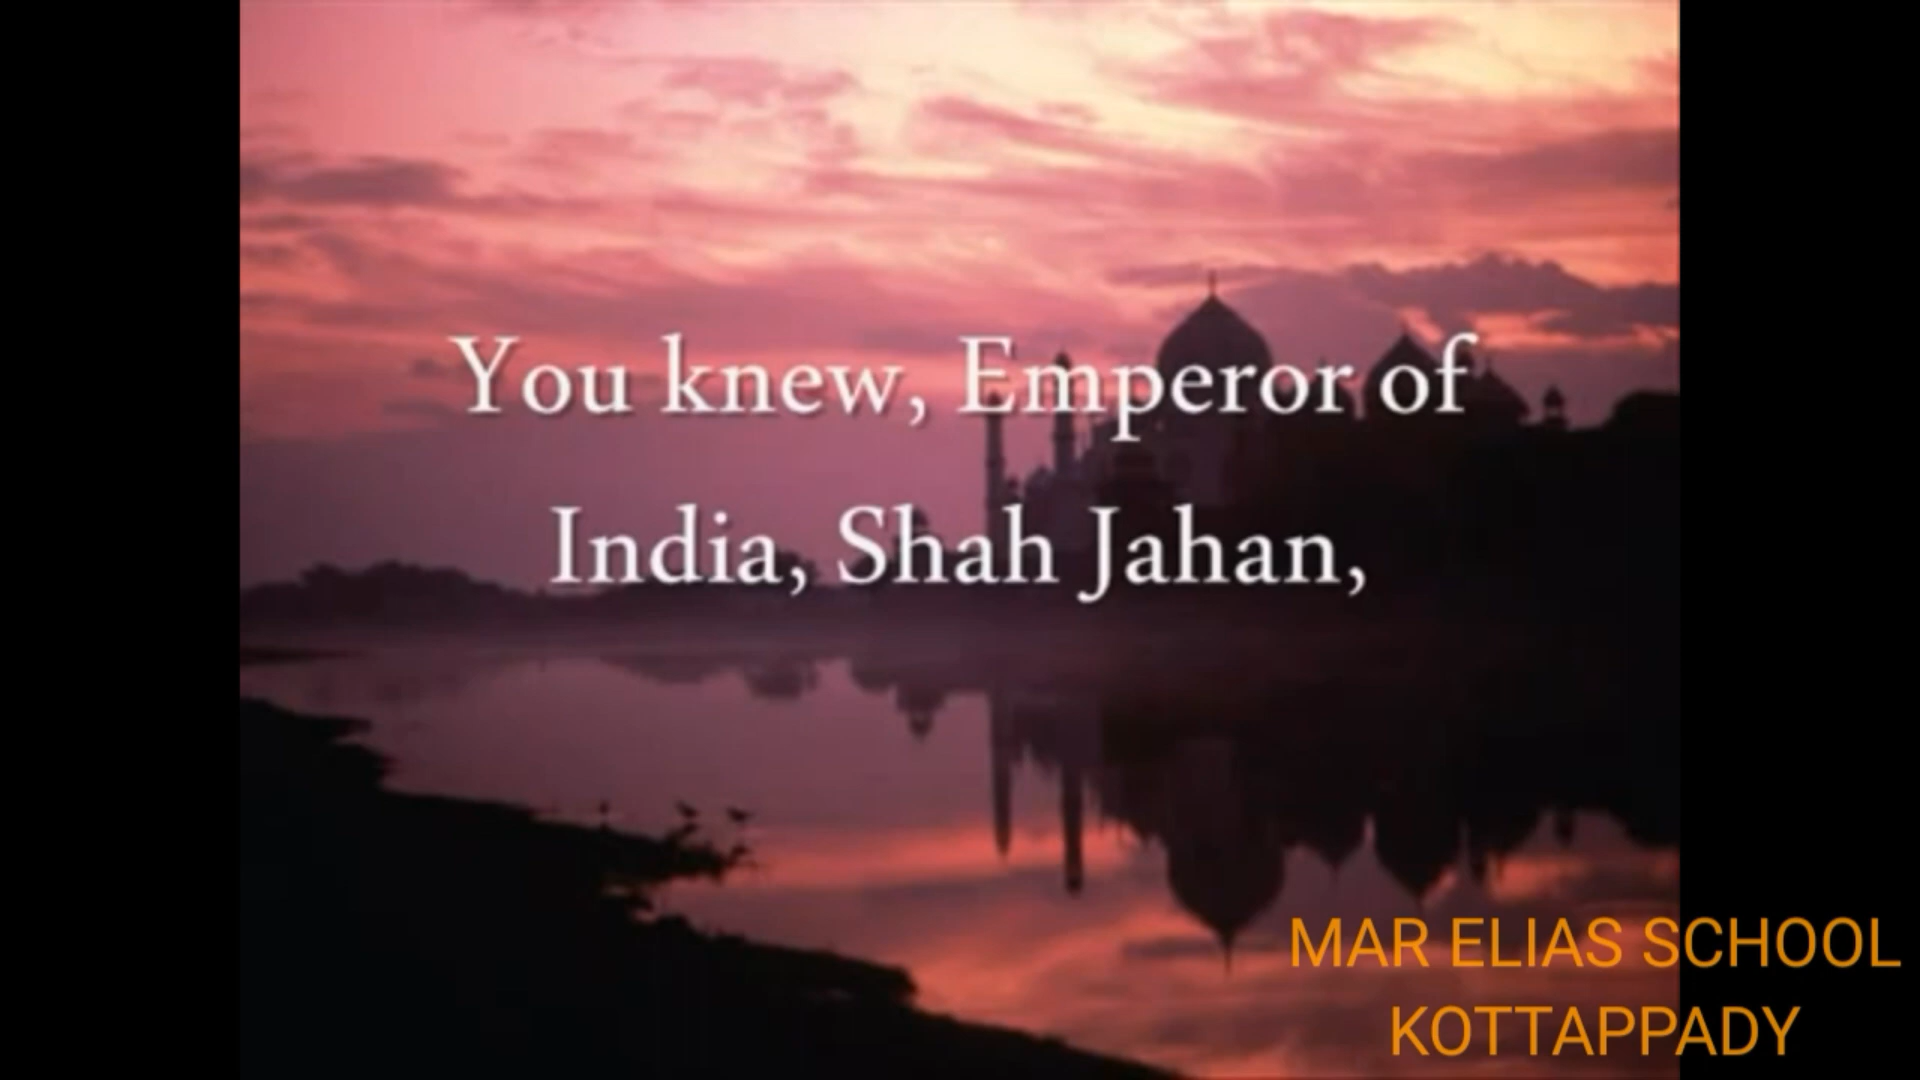 You knew, Emperor of
India, Shah Jahan,
MAR ELIAS SCHOOL
KOTTAPPADY